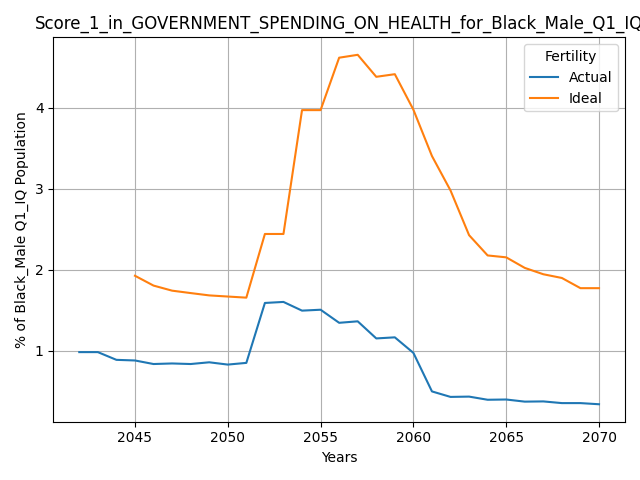 Score_1_in_GOVERNMENT_SPENDING_ON_HEALTH_for_Black_Male_Q1_IQ
Fertility
Actual
Ideal
% of Black_Male Q1_IQ Population
4
3
2
1
2045 2050 2055 2060 2065 2070
Years